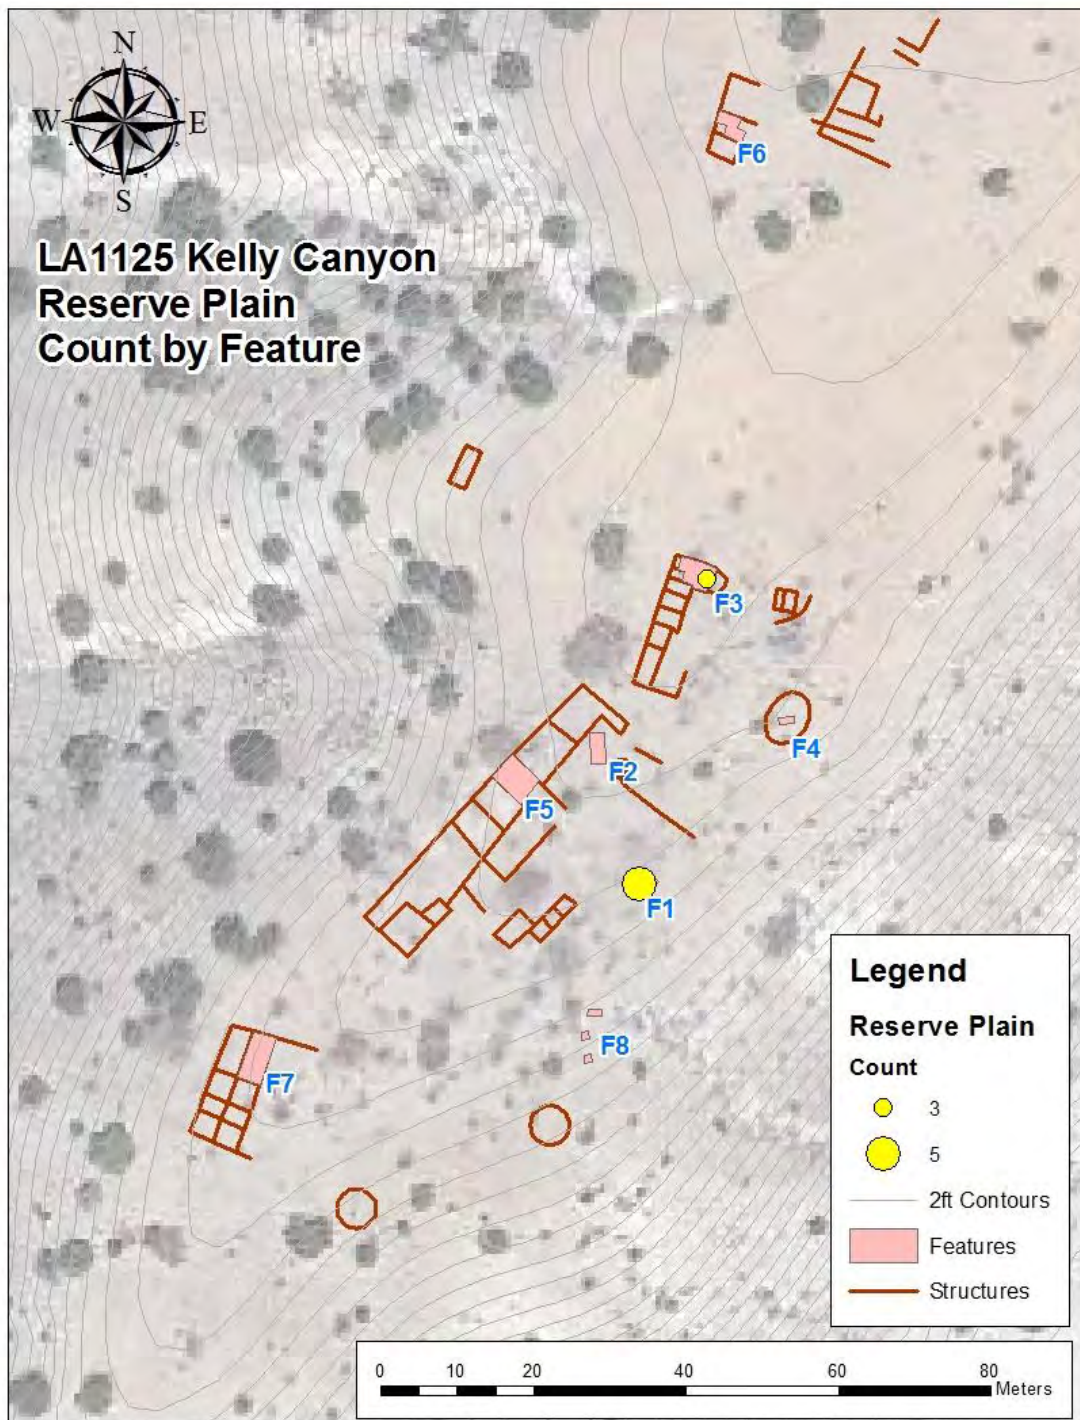 N
W E
S
LA1125 Kelly Canyon
Reserve Plain
Count by Feature
F6
F3
F4
F2
F5
F1
F8
F7
Legend
Reserve Plain
Count
3
5
2ft Contours
Features
Structures
0 10 20 40 60 80
Meters